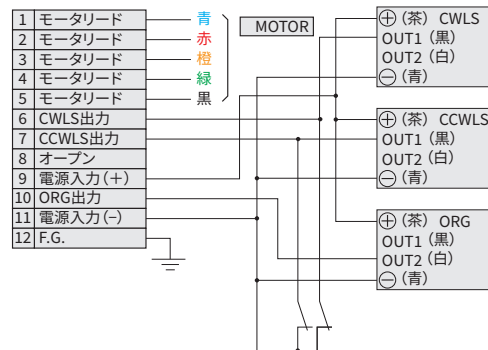 1 モータリード 青
2 モータリード 赤
3 モータリード 橙
4 モータリード 緑
5 モータリード 黒
6 CWLS出力
7 CCWLS出力
8 オープン
9 電源入力(+)
10 ORG出力
11 電源入力(−)
12 F.G.
MOTOR
⊕(茶) CWLS
OUT1(黒)
OUT2(白)
⊖(青)
⊕(茶) CCWLS
OUT1(黒)
OUT2(白)
⊖(青)
⊕(茶) ORG
OUT1(黒)
OUT2(白)
⊖(青)